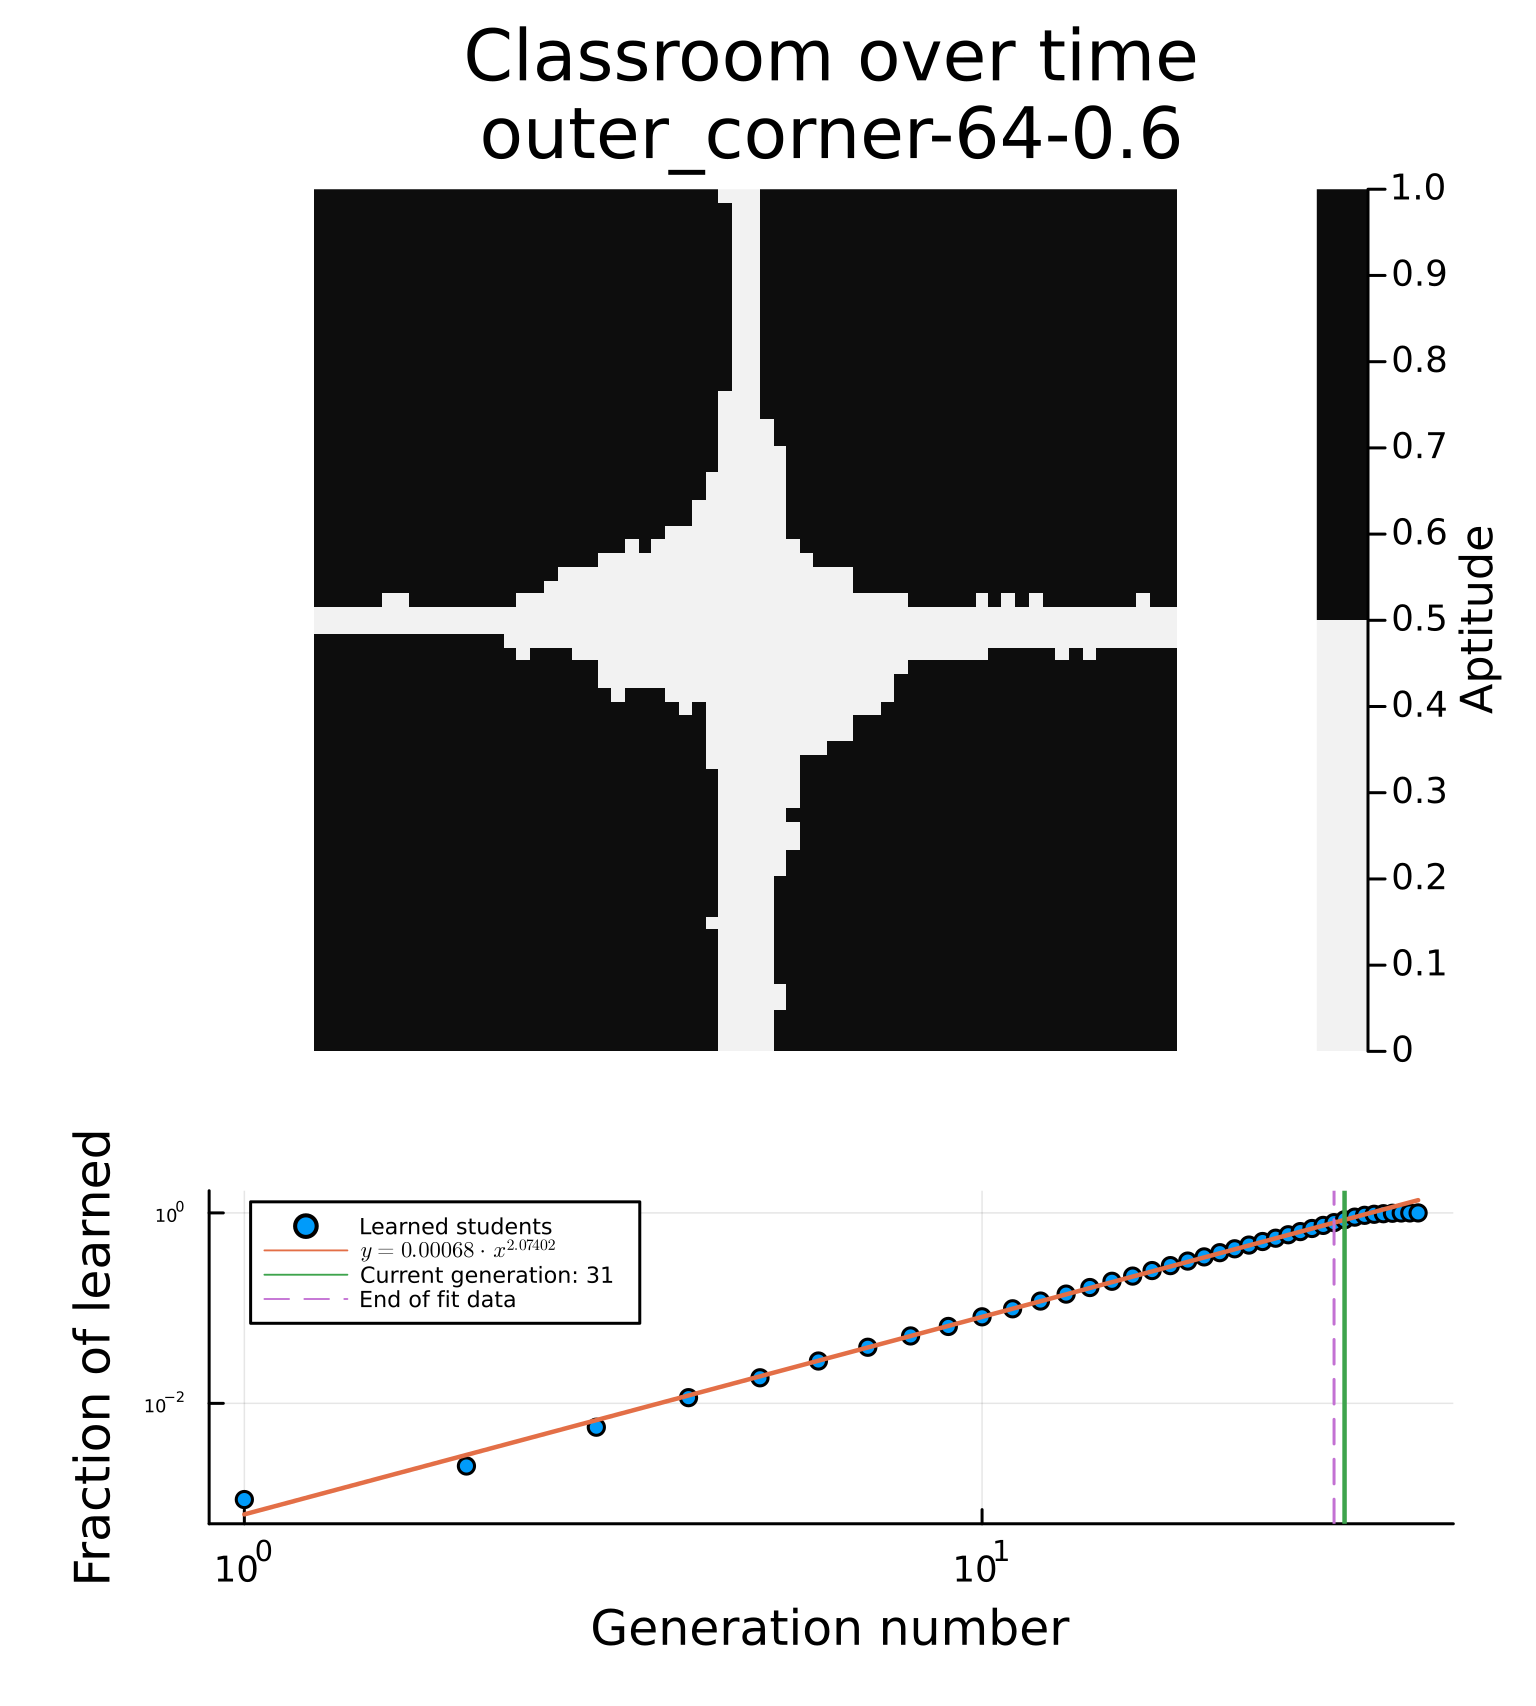 Classroom over time
outer_corner-64-0.6
1.0
0.9
0.8
0.7
0.6
0.5
0.4
0.3
0.2
0.1
0
Aptitude
Fraction of learned
10⁰
10⁻²
Learned students
y = 0.00068 · x^2.07402
Current generation: 31
End of fit data
10⁰
10¹
Generation number